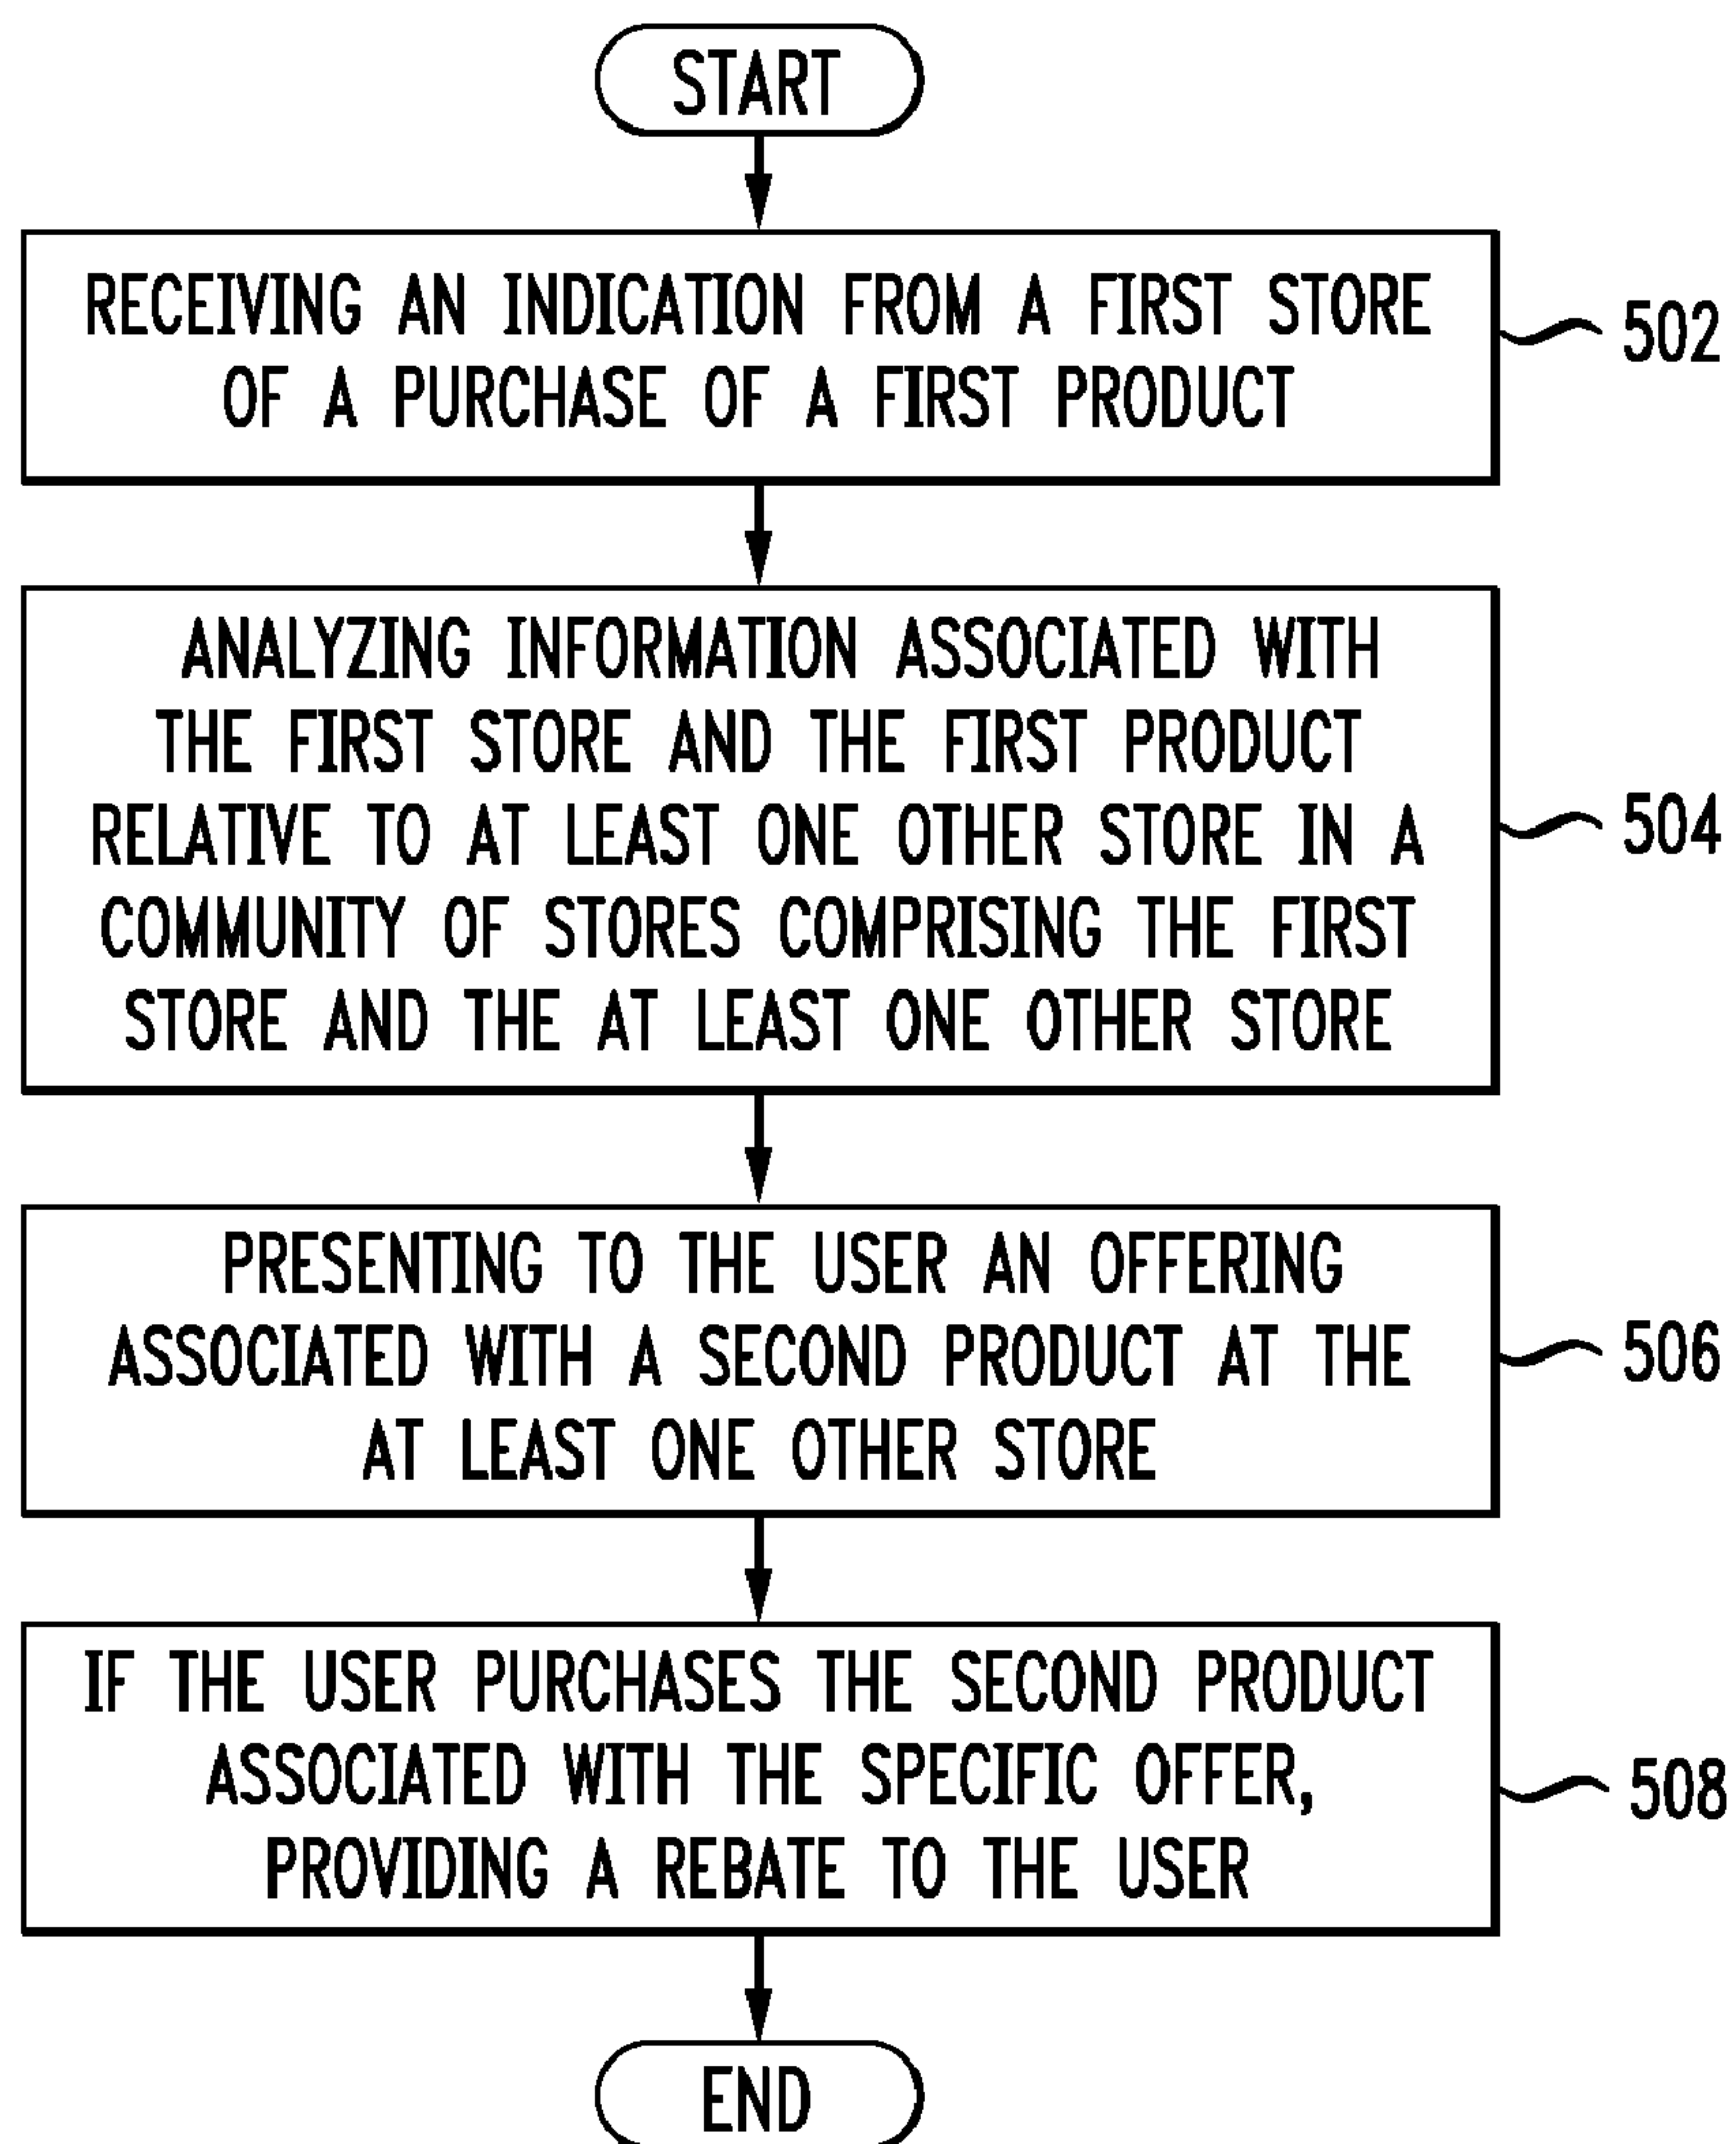 START
RECEIVING AN INDICATION FROM A FIRST STORE
OF A PURCHASE OF A FIRST PRODUCT
502
ANALYZING INFORMATION ASSOCIATED WITH
THE FIRST STORE AND THE FIRST PRODUCT
RELATIVE TO AT LEAST ONE OTHER STORE IN A
COMMUNITY OF STORES COMPRISING THE FIRST
STORE AND THE AT LEAST ONE OTHER STORE
504
PRESENTING TO THE USER AN OFFERING
ASSOCIATED WITH A SECOND PRODUCT AT THE
AT LEAST ONE OTHER STORE
506
IF THE USER PURCHASES THE SECOND PRODUCT
ASSOCIATED WITH THE SPECIFIC OFFER,
PROVIDING A REBATE TO THE USER
508
END